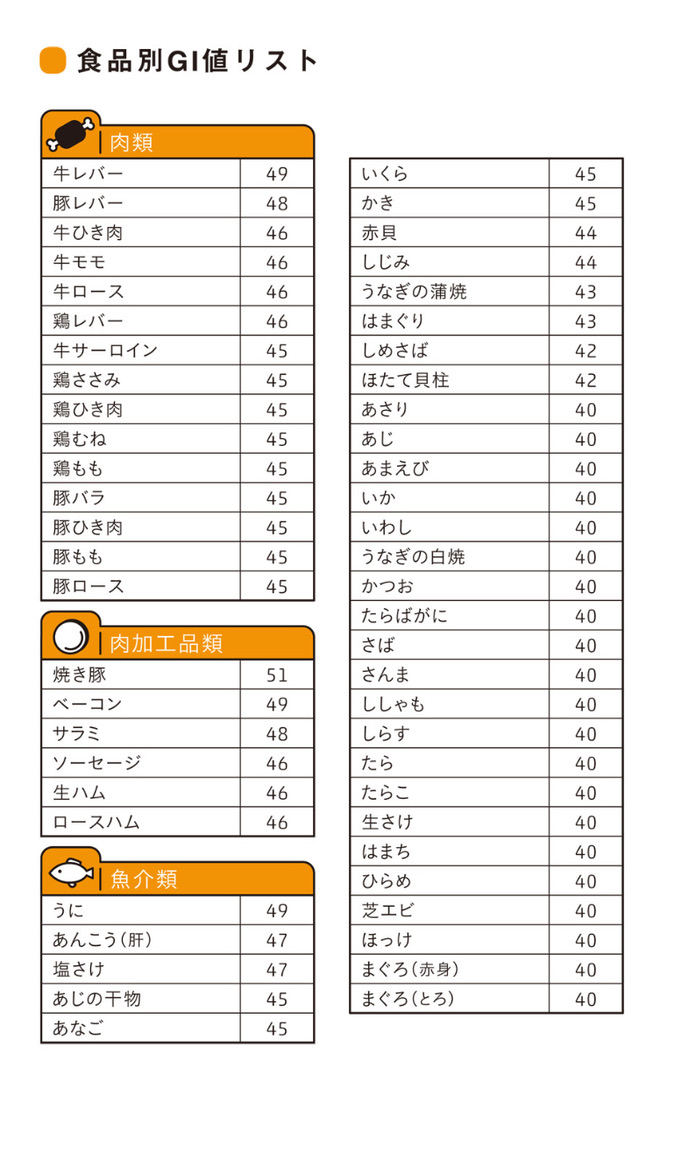 食品別GI値リスト
肉類
牛レバー 49
豚レバー 48
牛ひき肉 46
牛モモ 46
牛ロース 46
鶏レバー 46
牛サーロイン 45
鶏ささみ 45
鶏ひき肉 45
鶏むね 45
鶏もも 45
豚バラ 45
豚ひき肉 45
豚もも 45
豚ロース 45
肉加工品類
焼き豚 51
ベーコン 49
サラミ 48
ソーセージ 46
生ハム 46
ロースハム 46
魚介類
うに 49
あんこう（肝） 47
塩さけ 47
あじの干物 45
あなご 45
いくら 45
かき 45
赤貝 44
しじみ 44
うなぎの蒲焼 43
はまぐり 43
しめさば 42
ほたて貝柱 42
あさり 40
あじ 40
あまえび 40
いか 40
いわし 40
うなぎの白焼 40
かつお 40
たらばがに 40
さば 40
さんま 40
ししゃも 40
しらす 40
たら 40
たらこ 40
生さけ 40
はまち 40
ひらめ 40
芝エビ 40
ほっけ 40
まぐろ（赤身） 40
まぐろ（とろ） 40